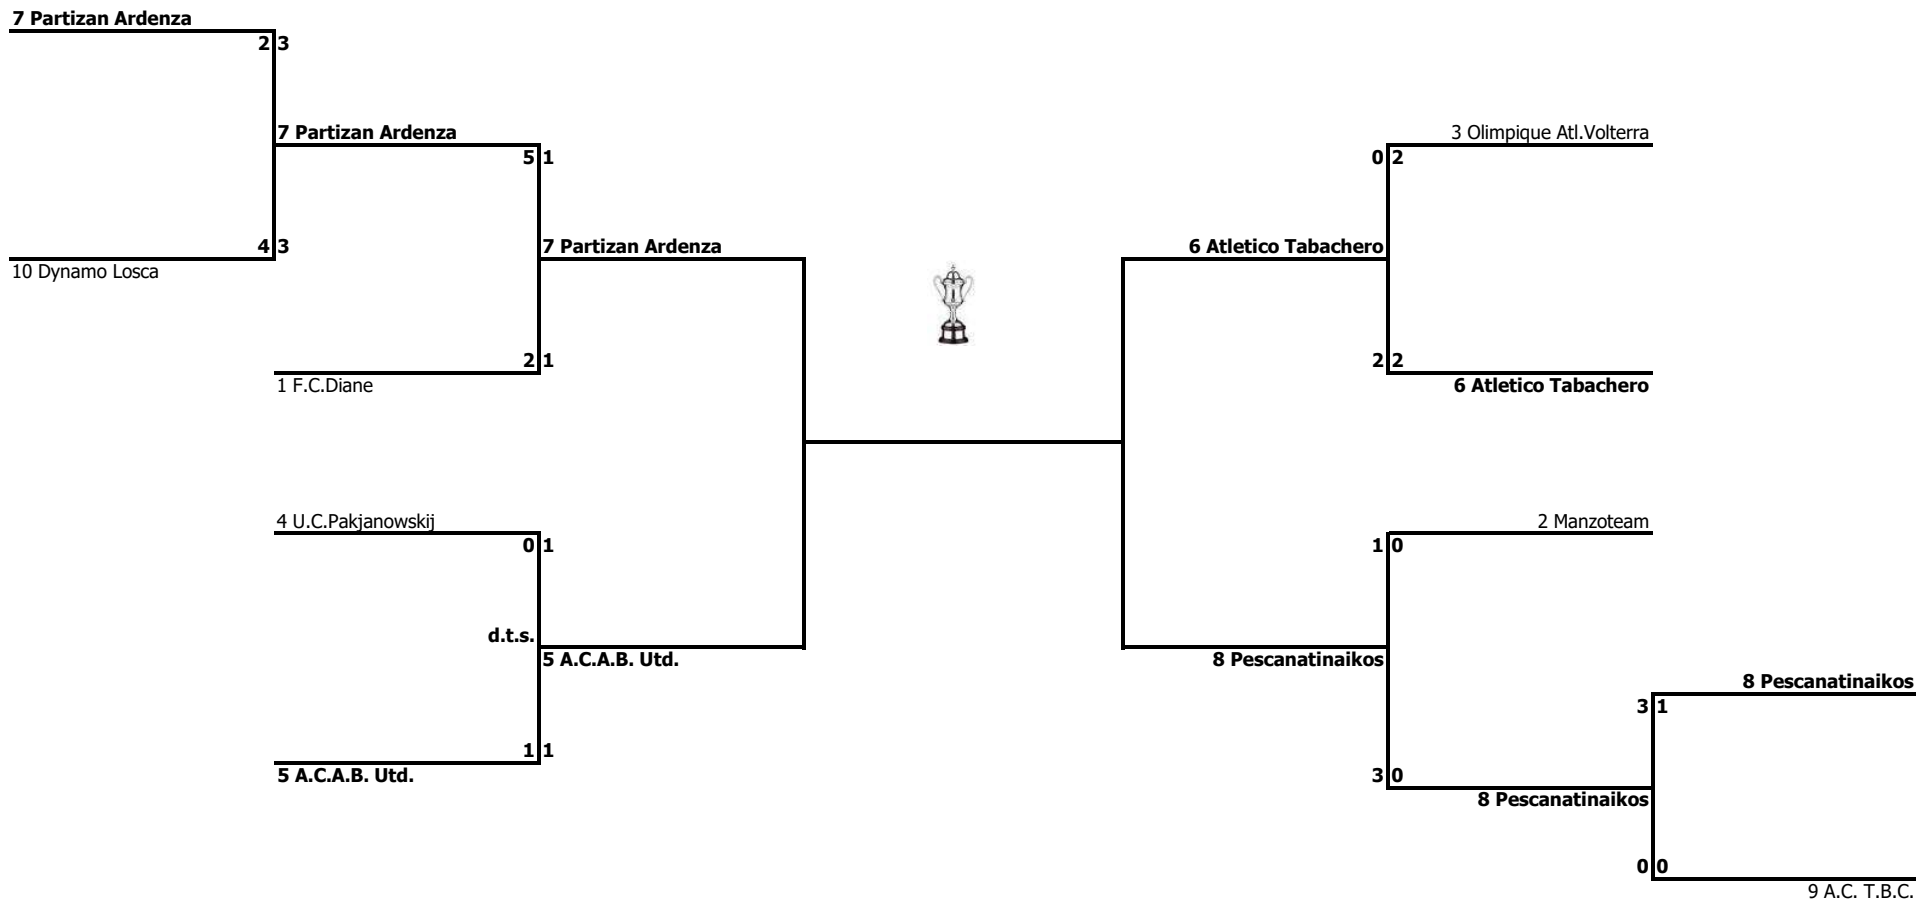 7 Partizan Ardenza
2 3
7 Partizan Ardenza
3 Olimpique Atl.Volterra
5 1
0 2
4 3
7 Partizan Ardenza
6 Atletico Tabachero
10 Dynamo Losca
2 1
2 2
1 F.C.Diane
6 Atletico Tabachero
4 U.C.Pakjanowskij
2 Manzoteam
0 1
1 0
d.t.s.
5 A.C.A.B. Utd.
8 Pescanatinaikos
8 Pescanatinaikos
3 1
1 1
5 A.C.A.B. Utd.
3 0
8 Pescanatinaikos
0 0
9 A.C. T.B.C.